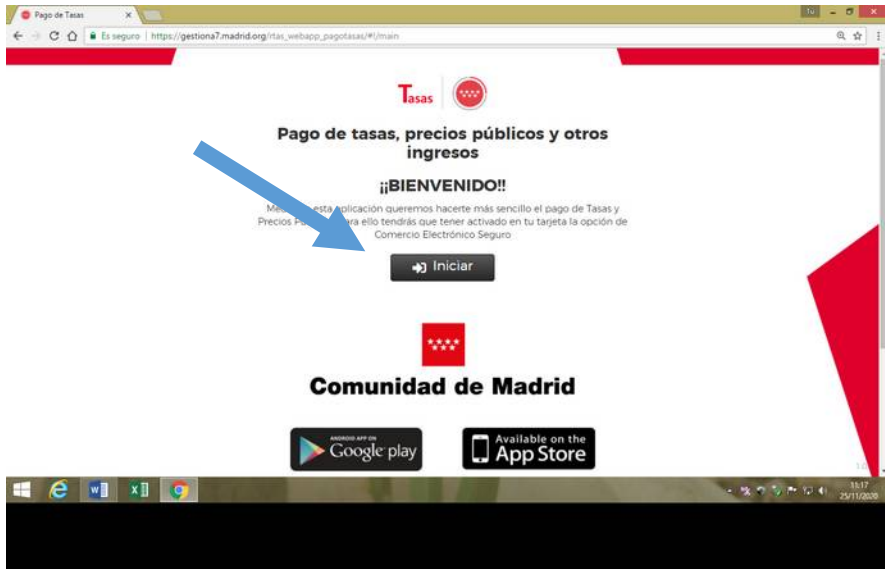 Pago de Tasas
Es seguro | https://gestiona7.madrid.org/rtas_webapp_pagotasas/#!/main
Tasas
Pago de tasas, precios públicos y otros
ingresos
¡¡BIENVENIDO!!
esta aplicación queremos hacerte más sencillo el pago de Tasas y
Precios ara ello tendrás que tener activado en tu tarjeta la opción de
Comercio Electrónico Seguro
Iniciar
Comunidad de Madrid
ANDROID APP ON
Google play
Available on the
App Store
11:17
25/11/2020